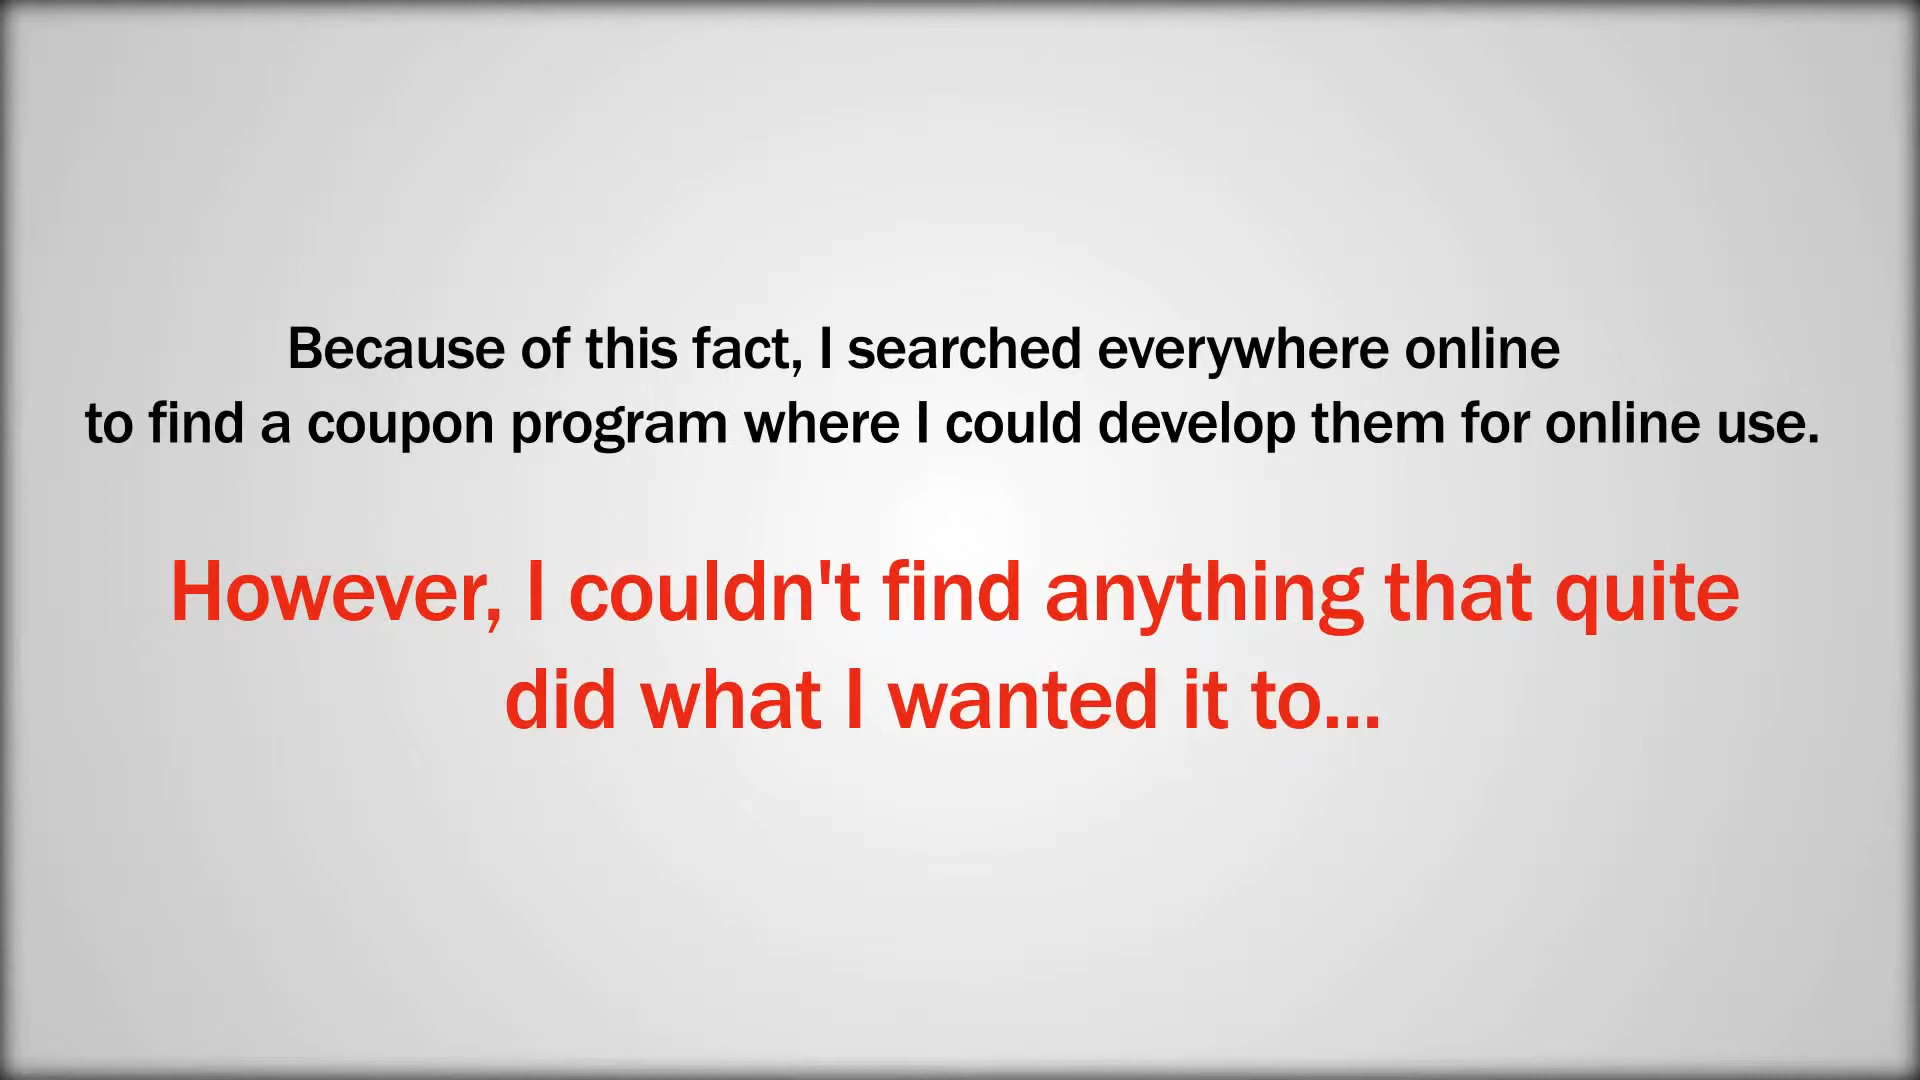 Because of this fact, I searched everywhere online
to find a coupon program where I could develop them for online use.
However, I couldn't find anything that quite
did what I wanted it to...